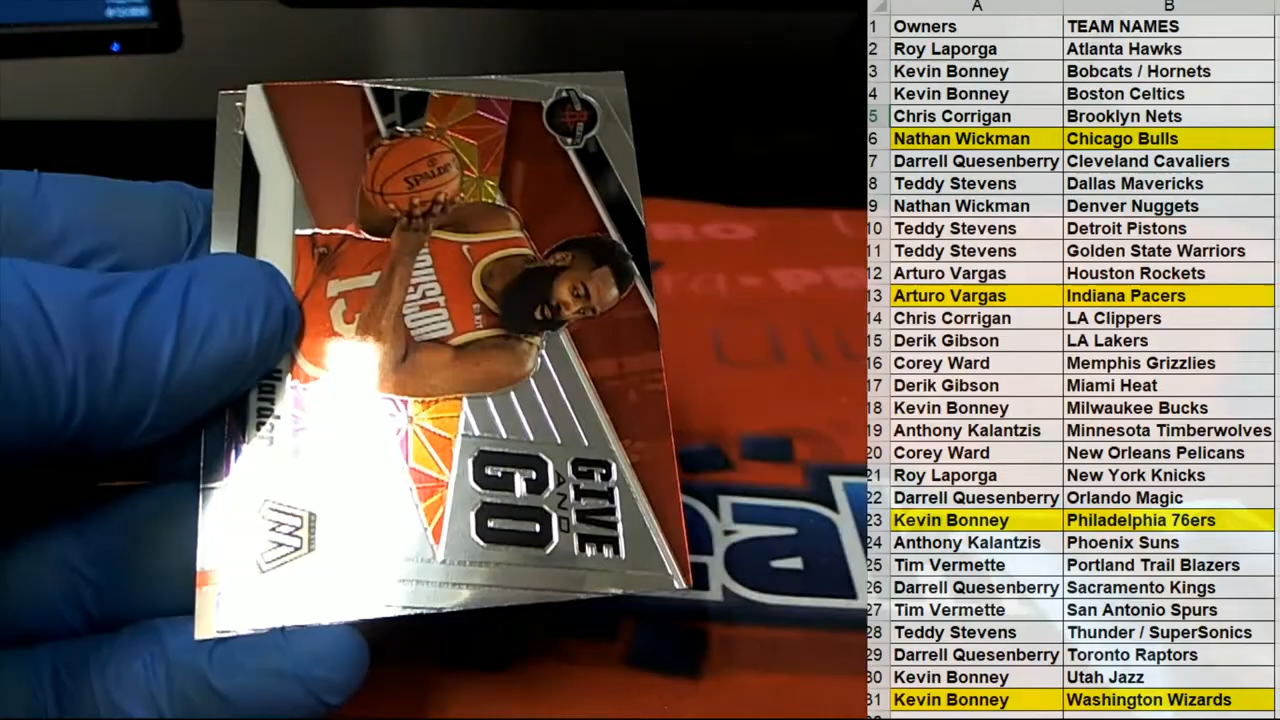 SPALDING
HOUSTON
13
Harden
GIVE
AND
GO
A B
1 Owners TEAM NAMES
2 Roy Laporga Atlanta Hawks
3 Kevin Bonney Bobcats / Hornets
4 Kevin Bonney Boston Celtics
5 Chris Corrigan Brooklyn Nets
6 Nathan Wickman Chicago Bulls
7 Darrell Quesenberry Cleveland Cavaliers
8 Teddy Stevens Dallas Mavericks
9 Nathan Wickman Denver Nuggets
10 Teddy Stevens Detroit Pistons
11 Teddy Stevens Golden State Warriors
12 Arturo Vargas Houston Rockets
13 Arturo Vargas Indiana Pacers
14 Chris Corrigan LA Clippers
15 Derik Gibson LA Lakers
16 Corey Ward Memphis Grizzlies
17 Derik Gibson Miami Heat
18 Kevin Bonney Milwaukee Bucks
19 Anthony Kalantzis Minnesota Timberwolves
20 Corey Ward New Orleans Pelicans
21 Roy Laporga New York Knicks
22 Darrell Quesenberry Orlando Magic
23 Kevin Bonney Philadelphia 76ers
24 Anthony Kalantzis Phoenix Suns
25 Tim Vermette Portland Trail Blazers
26 Darrell Quesenberry Sacramento Kings
27 Tim Vermette San Antonio Spurs
28 Teddy Stevens Thunder / SuperSonics
29 Darrell Quesenberry Toronto Raptors
30 Kevin Bonney Utah Jazz
31 Kevin Bonney Washington Wizards